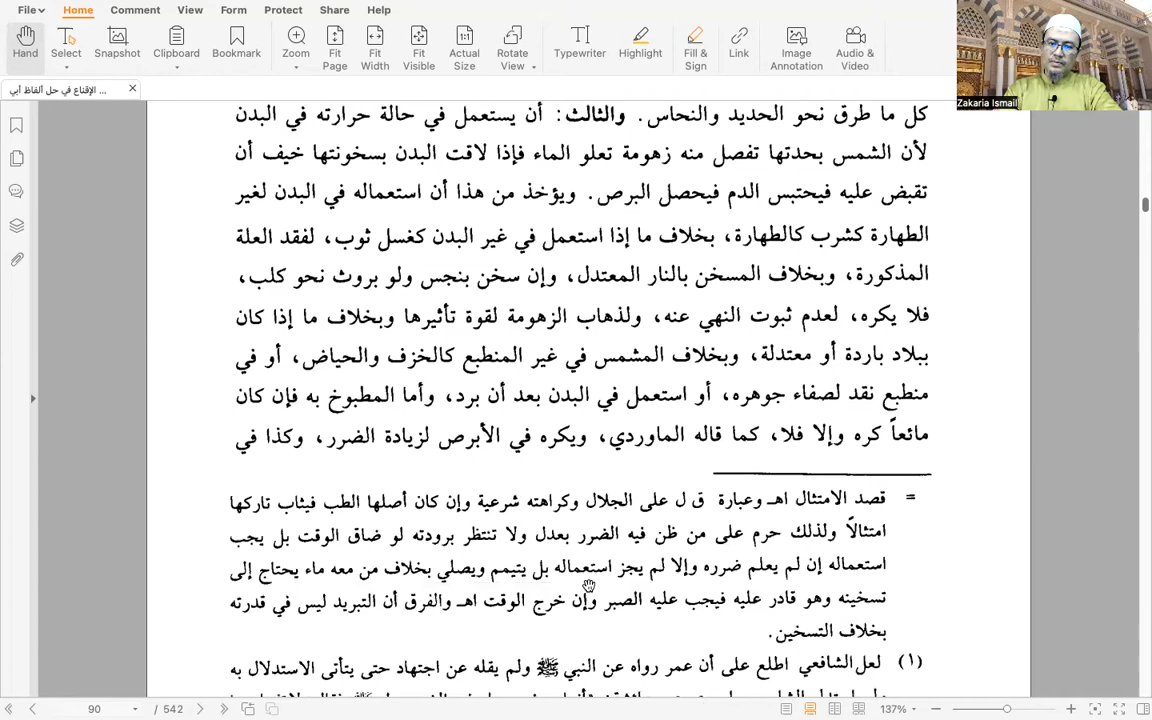 File Home Comment View Form Protect Share Help
Hand Select Snapshot Clipboard Bookmark Zoom Fit Page Fit Width Fit Visible Actual Size Rotate View Typewriter Highlight Fill & Sign Link Image Annotation Audio & Video
Zakaria Ismail
الإقناع في حل ألفاظ أبي ...
كل ما طرق نحو الحديد والنحاس. والثالث: أن يستعمل في حالة حرارته في البدن
لأن الشمس بحدتها تفصل منه زهومة تعلو الماء فإذا لاقت البدن بسخونتها خيف أن
تقبض عليه فيحتبس الدم فيحصل البرص. ويؤخذ من هذا أن استعماله في البدن لغير
الطهارة كشرب كالطهارة، بخلاف ما إذا استعمل في غير البدن كغسل ثوب، لفقد العلة
المذكورة، وبخلاف المسخن بالنار المعتدل، وإن سخن بنجس ولو بروث نحو كلب،
فلا يكره، لعدم ثبوت النهي عنه، ولذهاب الزهومة لقوة تأثيرها وبخلاف ما إذا كان
ببلاد باردة أو معتدلة، وبخلاف المشمس في غير المنطبع كالخزف والحياض، أو في
منطبع نقد لصفاء جوهره، أو استعمل في البدن بعد أن برد، وأما المطبوخ به فإن كان
مائعاً كره وإلا فلا، كما قاله الماوردي، ويكره في الأبرص لزيادة الضرر، وكذا في
= قصد الامتثال اهـ وعبارة ق ل على الجلال وكراهته شرعية وإن كان أصلها الطب فيثاب تاركها
امتثالاً ولذلك حرم على من ظن فيه الضرر بعدل ولا تنتظر برودته لو ضاق الوقت بل يجب
استعماله إن لم يعلم ضرره وإلا لم يجز استعماله بل يتيمم ويصلي بخلاف من معه ماء يحتاج إلى
تسخينه وهو قادر عليه فيجب عليه الصبر وإن خرج الوقت اهـ والفرق أن التبريد ليس في قدرته
بخلاف التسخين.
(١) لعل الشافعي اطلع على أن عمر رواه عن النبي ﷺ ولم يقله عن اجتهاد حتى يتأتى الاستدلال به
90 / 542 137%